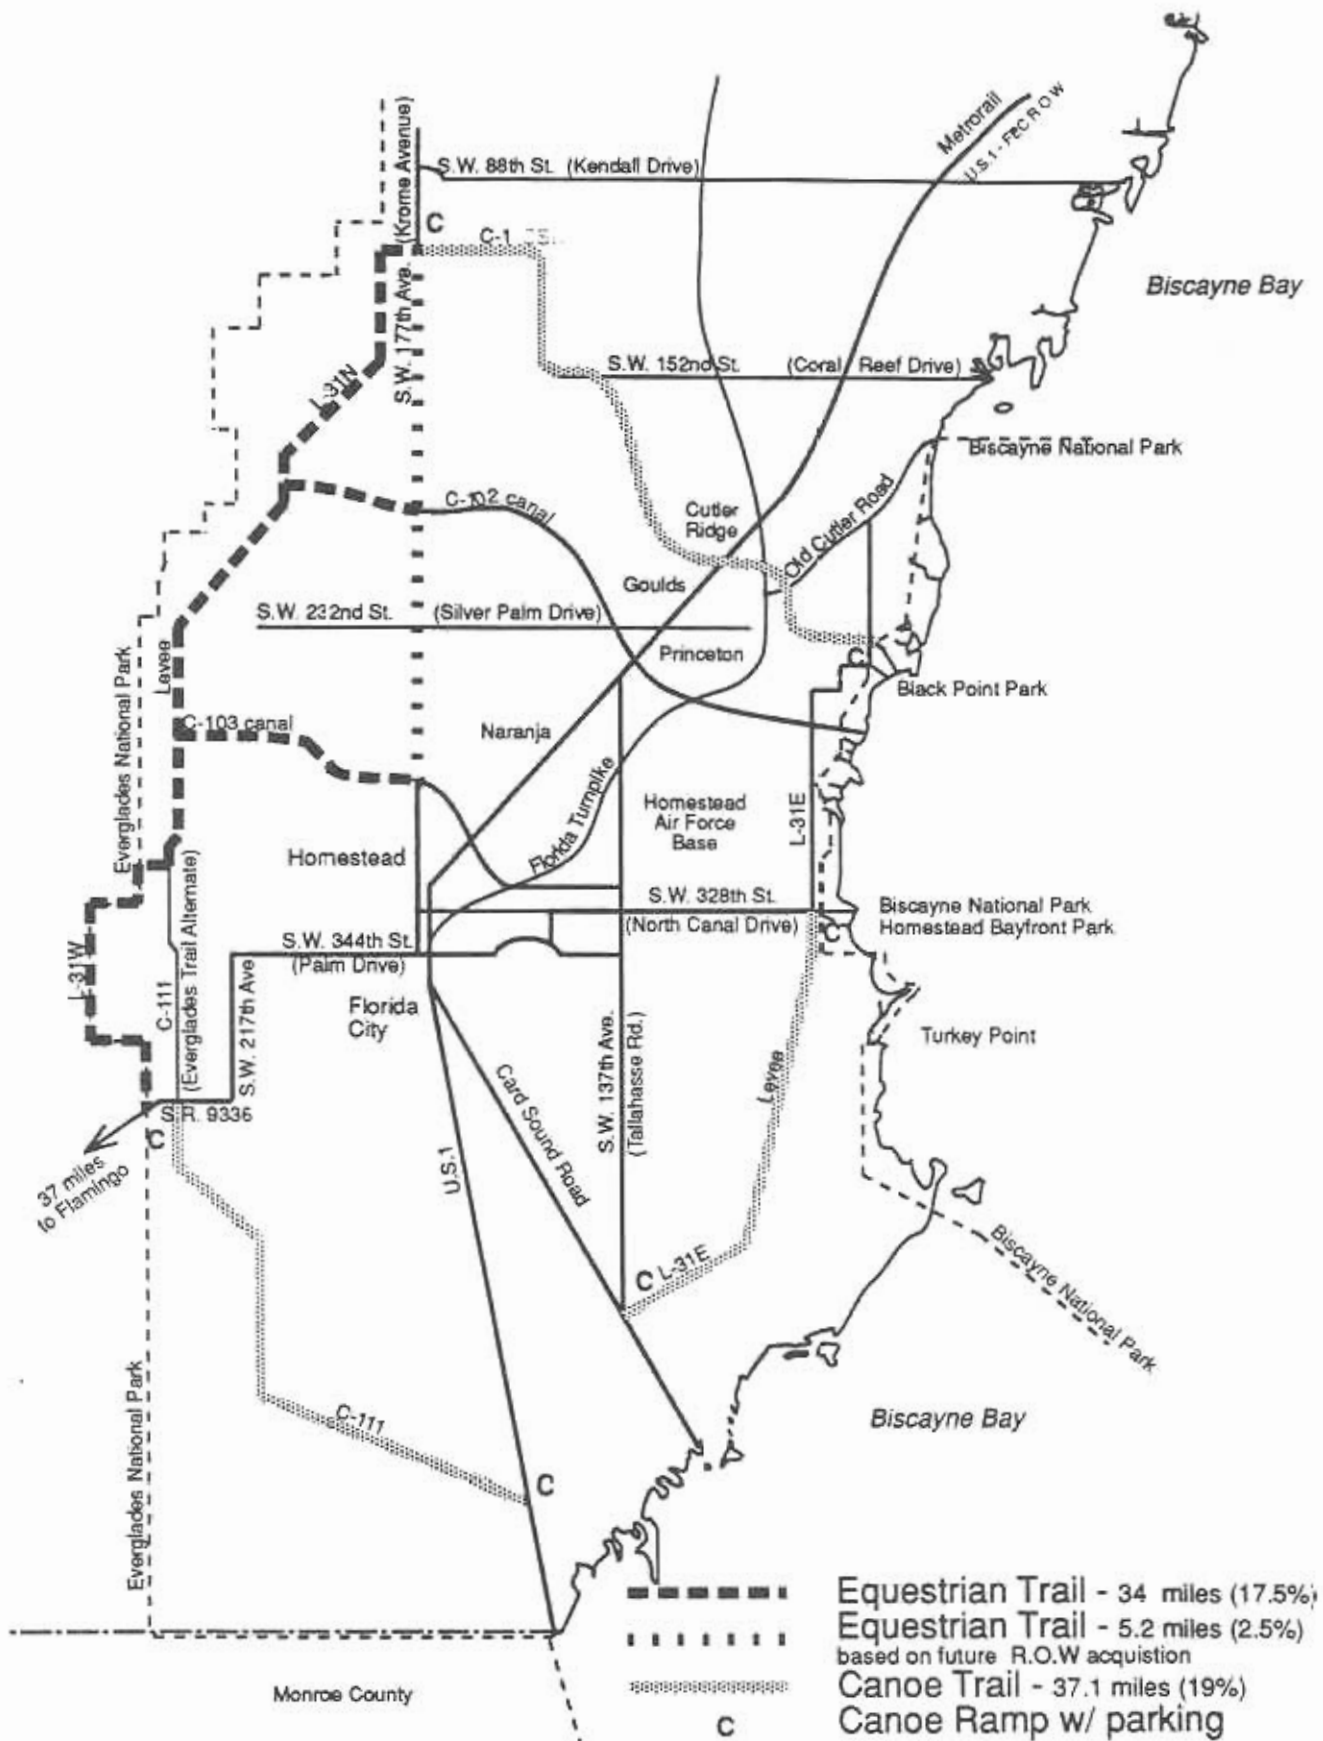 Metrorail
U.S.1 - FEC R O W
(Krome Avenue)
S.W. 88th St. (Kendall Drive)
C
C-1
Biscayne Bay
S.W. 177th Ave.
L-31N
S.W. 152nd St. (Coral Reef Drive)
Biscayne National Park
C-102 canal
Cutler
Ridge
Old Cutler Road
Goulds
S.W. 232nd St. (Silver Palm Drive)
Princeton
C
Black Point Park
Everglades National Park
Levee
C-103 canal
Naranja
Florida Turnpike
Homestead
Air Force
Base
L-31E
Homestead
S.W. 328th St.
(North Canal Drive)
Biscayne National Park
Homestead Bayfront Park
C
S.W. 344th St.
(Palm Drive)
L-31W
C-111
(Everglades Trail Alternate)
S.W. 217th Ave
Florida
City
Turkey Point
S.W. 137th Ave.
(Tallahasse Rd.)
Levee
Card Sound Road
S.R. 9336
C
37 miles
to Flamingo
U.S.1
C
L-31E
Biscayne National Park
C-111
C
Biscayne Bay
Everglades National Park
Monroe County
Equestrian Trail - 34 miles (17.5%)
Equestrian Trail - 5.2 miles (2.5%)
based on future R.O.W acquistion
Canoe Trail - 37.1 miles (19%)
C Canoe Ramp w/ parking